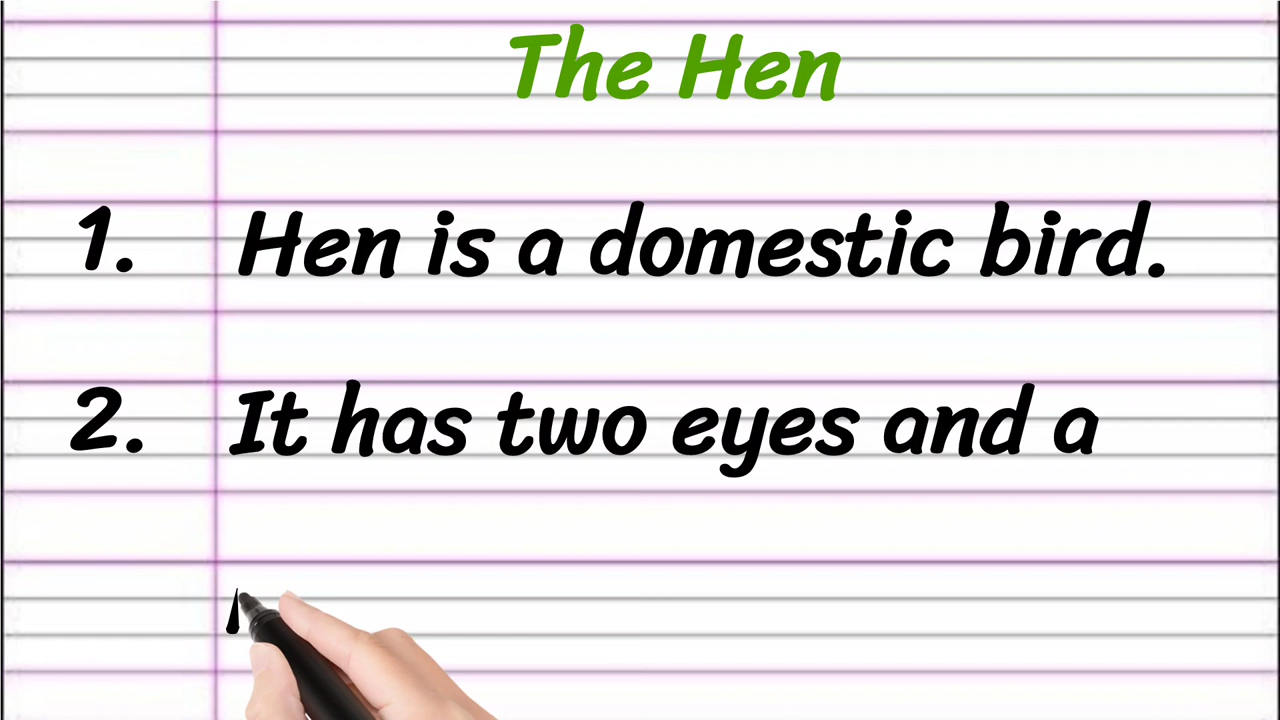 The Hen
1. Hen is a domestic bird.
2. It has two eyes and a